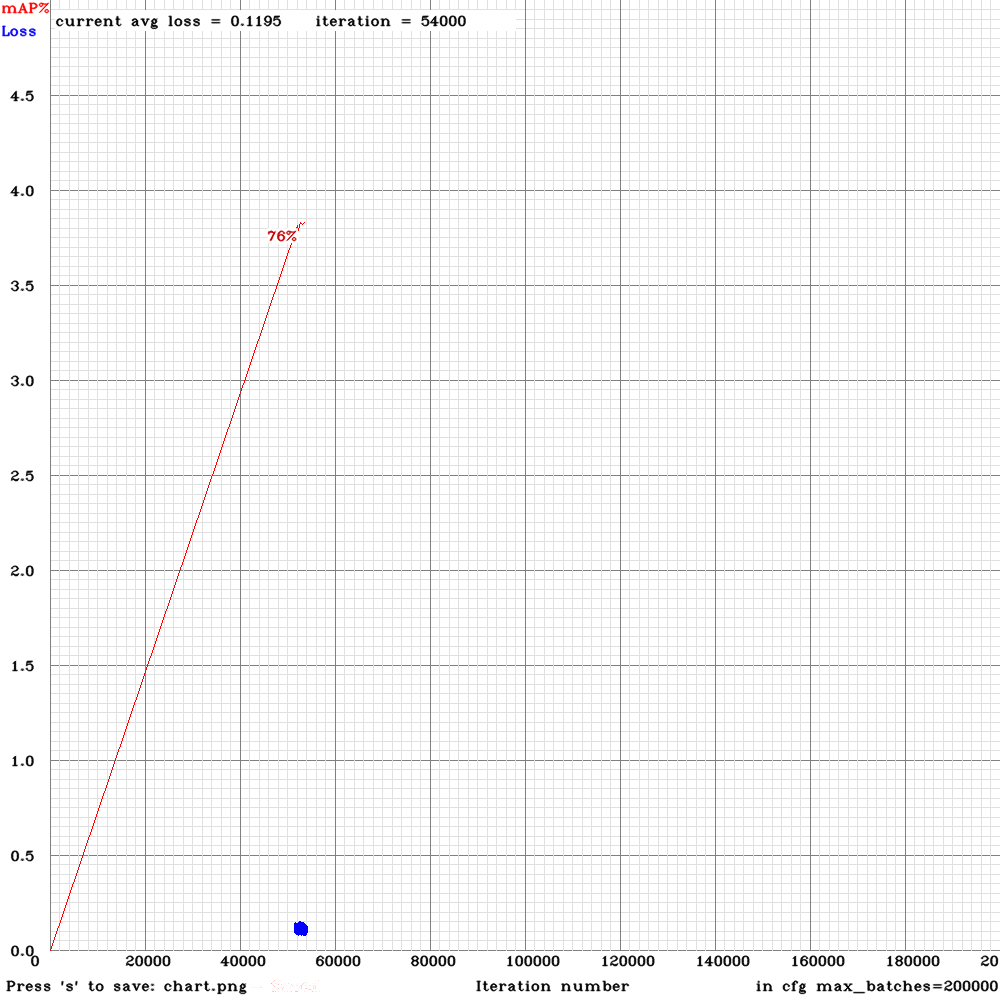 mAP%
current avg loss = 0.1195 iteration = 54000
Loss
4.5
4.0
76%
3.5
3.0
2.5
2.0
1.5
1.0
0.5
0.0
0 20000 40000 60000 80000 100000 120000 140000 160000 180000 20
Press 's' to save: chart.png Iteration number in cfg max_batches=200000